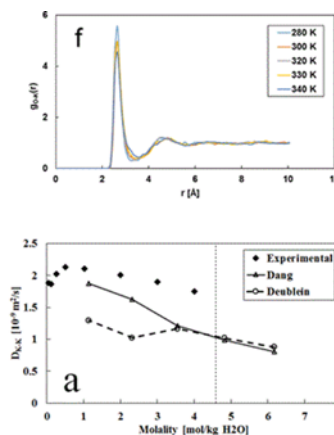 f
g_O-K(r)
6
5
4
3
2
1
0
280 K
300 K
320 K
330 K
340 K
0 2 4 6 8 10
r [Å]
D_K-K [10^-9 m²/s]
2.5
2
1.5
1
0.5
0
Experimental
Dang
Deublein
a
0 1 2 3 4 5 6 7
Molality [mol/kg H2O]